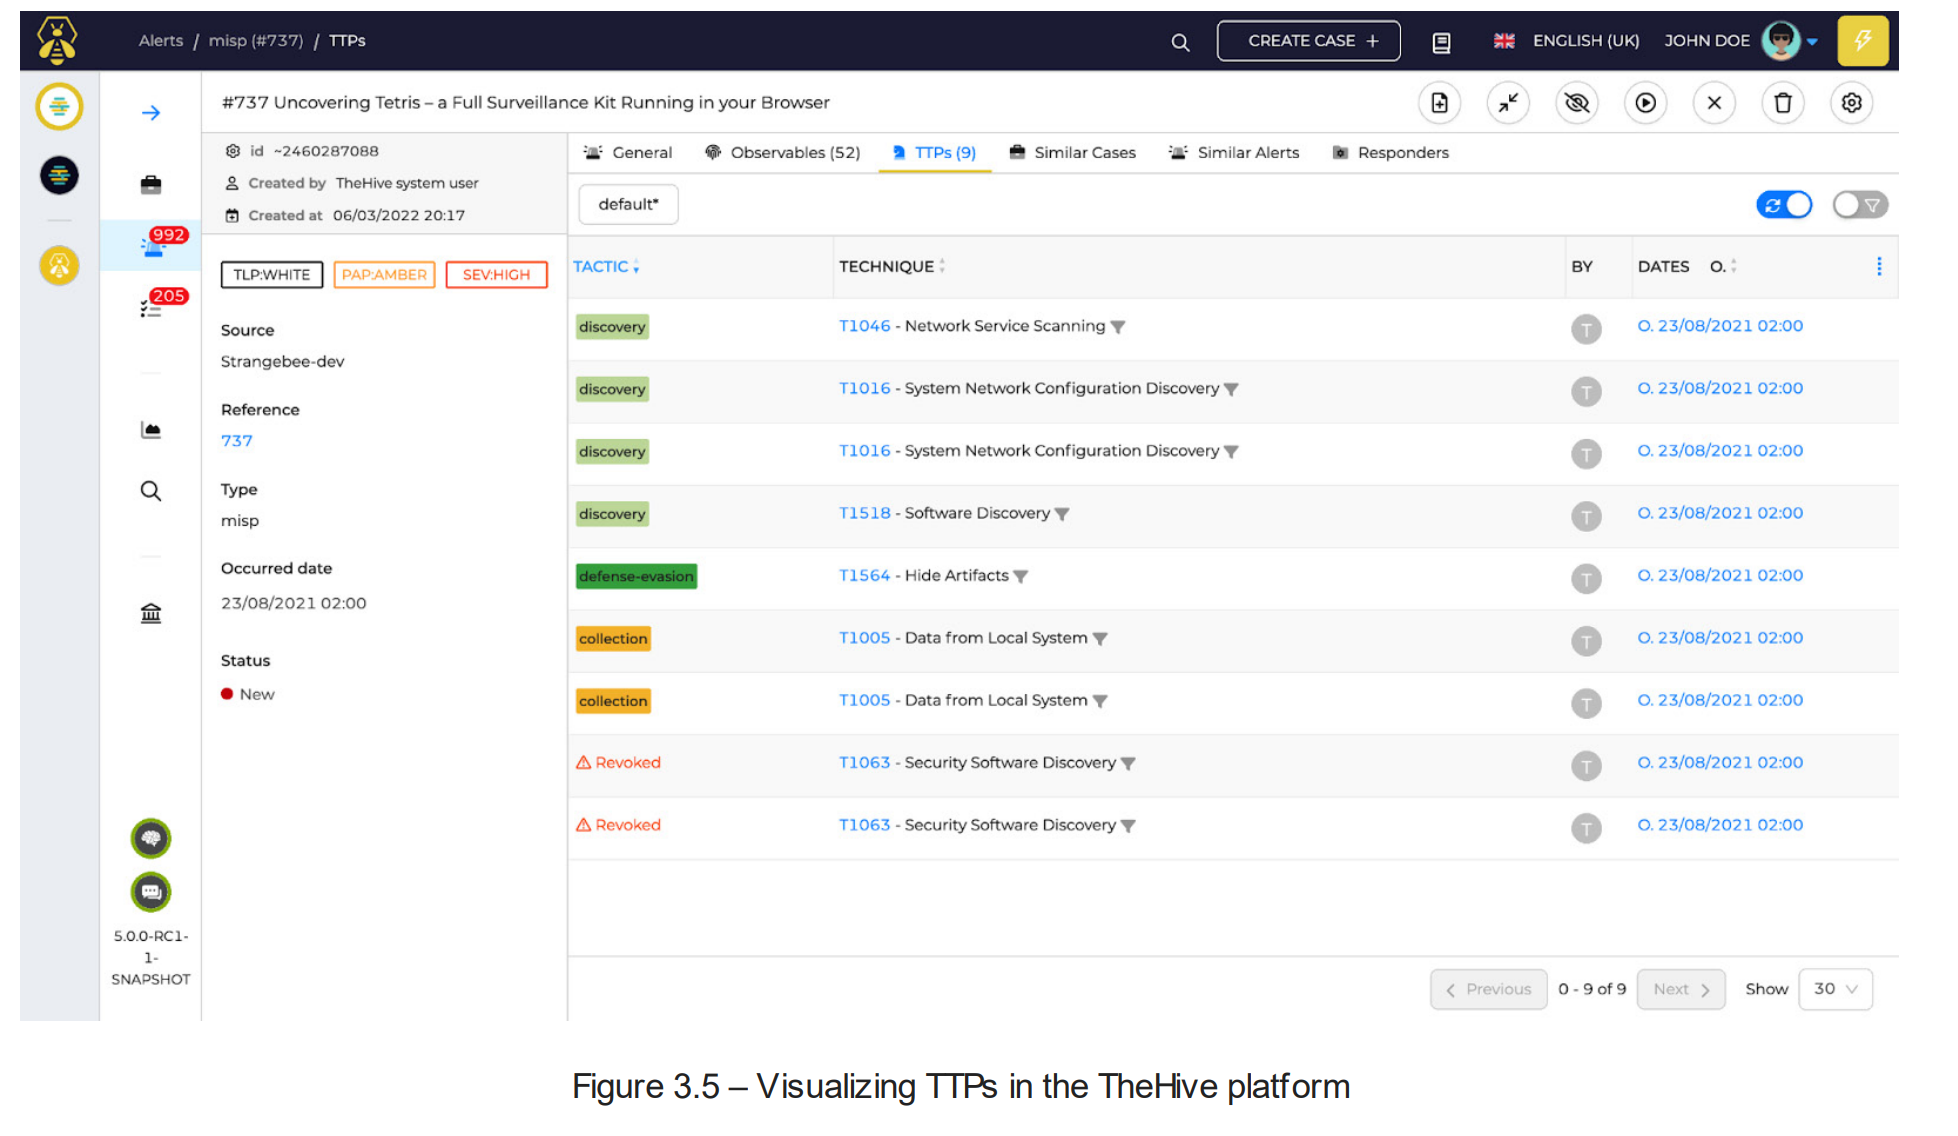 Alerts / misp (#737) / TTPs
CREATE CASE +
ENGLISH (UK)
JOHN DOE
#737 Uncovering Tetris – a Full Surveillance Kit Running in your Browser
992
205
5.0.0-RC1-
1-
SNAPSHOT
id ~2460287088
Created by TheHive system user
Created at 06/03/2022 20:17
TLP:WHITE PAP:AMBER SEV:HIGH
Source
Strangebee-dev
Reference
737
Type
misp
Occurred date
23/08/2021 02:00
Status
New
General Observables (52) TTPs (9) Similar Cases Similar Alerts Responders
default*
TACTIC TECHNIQUE BY DATES O.
discovery T1046 - Network Service Scanning T O. 23/08/2021 02:00
discovery T1016 - System Network Configuration Discovery T O. 23/08/2021 02:00
discovery T1016 - System Network Configuration Discovery T O. 23/08/2021 02:00
discovery T1518 - Software Discovery T O. 23/08/2021 02:00
defense-evasion T1564 - Hide Artifacts T O. 23/08/2021 02:00
collection T1005 - Data from Local System T O. 23/08/2021 02:00
collection T1005 - Data from Local System T O. 23/08/2021 02:00
Revoked T1063 - Security Software Discovery T O. 23/08/2021 02:00
Revoked T1063 - Security Software Discovery T O. 23/08/2021 02:00
Previous 0 - 9 of 9 Next Show 30
Figure 3.5 – Visualizing TTPs in the TheHive platform